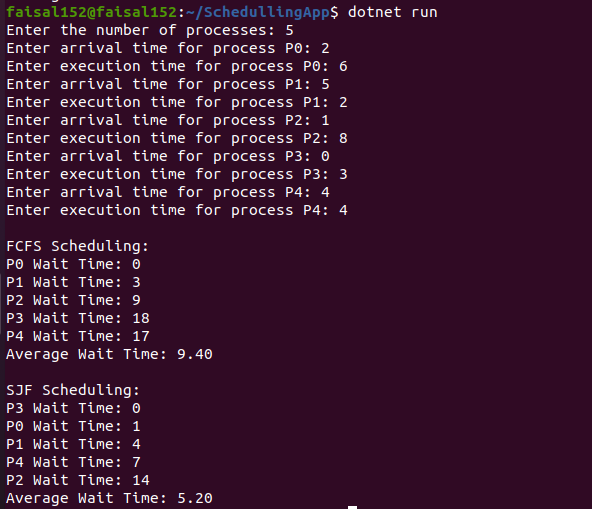 faisal152@faisal152:~/SchedullingApp$ dotnet run
Enter the number of processes: 5
Enter arrival time for process P0: 2
Enter execution time for process P0: 6
Enter arrival time for process P1: 5
Enter execution time for process P1: 2
Enter arrival time for process P2: 1
Enter execution time for process P2: 8
Enter arrival time for process P3: 0
Enter execution time for process P3: 3
Enter arrival time for process P4: 4
Enter execution time for process P4: 4

FCFS Scheduling:
P0 Wait Time: 0
P1 Wait Time: 3
P2 Wait Time: 9
P3 Wait Time: 18
P4 Wait Time: 17
Average Wait Time: 9.40

SJF Scheduling:
P3 Wait Time: 0
P0 Wait Time: 1
P1 Wait Time: 4
P4 Wait Time: 7
P2 Wait Time: 14
Average Wait Time: 5.20